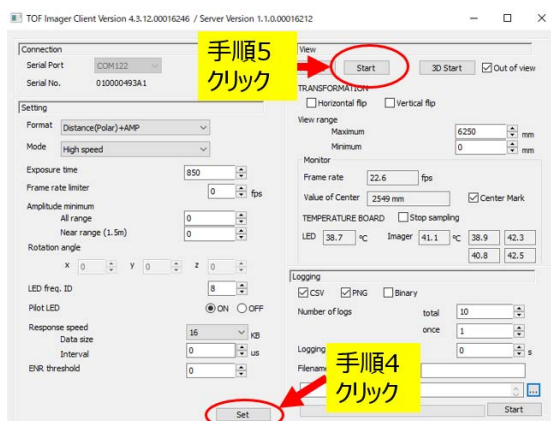 TOF Imager Client Version 4.3.12.00016246 / Server Version 1.1.0.00016212
Connection
Serial Port COM122
Serial No. 010000493A1
Setting
Format Distance(Polar)+AMP
Mode High speed
Exposure time 850
Frame rate limiter 0 fps
Amplitude minimum
All range 0
Near range (1.5m) 0
Rotation angle
x 0 y 0 z 0
LED freq. ID 8
Pilot LED ON OFF
Response speed
Data size 16 KB
Interval 0 us
ENR threshold 0
Set
手順5
クリック
View
Start 3D Start Out of view
TRANSFORMATION
Horizontal flip Vertical flip
View range
Maximum 6250 mm
Minimum 0 mm
Monitor
Frame rate 22.6 fps
Value of Center 2549 mm Center Mark
TEMPERATURE BOARD Stop sampling
LED 38.7 ℃ Imager 41.1 ℃ 38.9 42.3
40.8 42.5
Logging
CSV PNG Binary
Number of logs total 10
once 1
Logging 0 s
Filename
手順4
クリック
...
Start